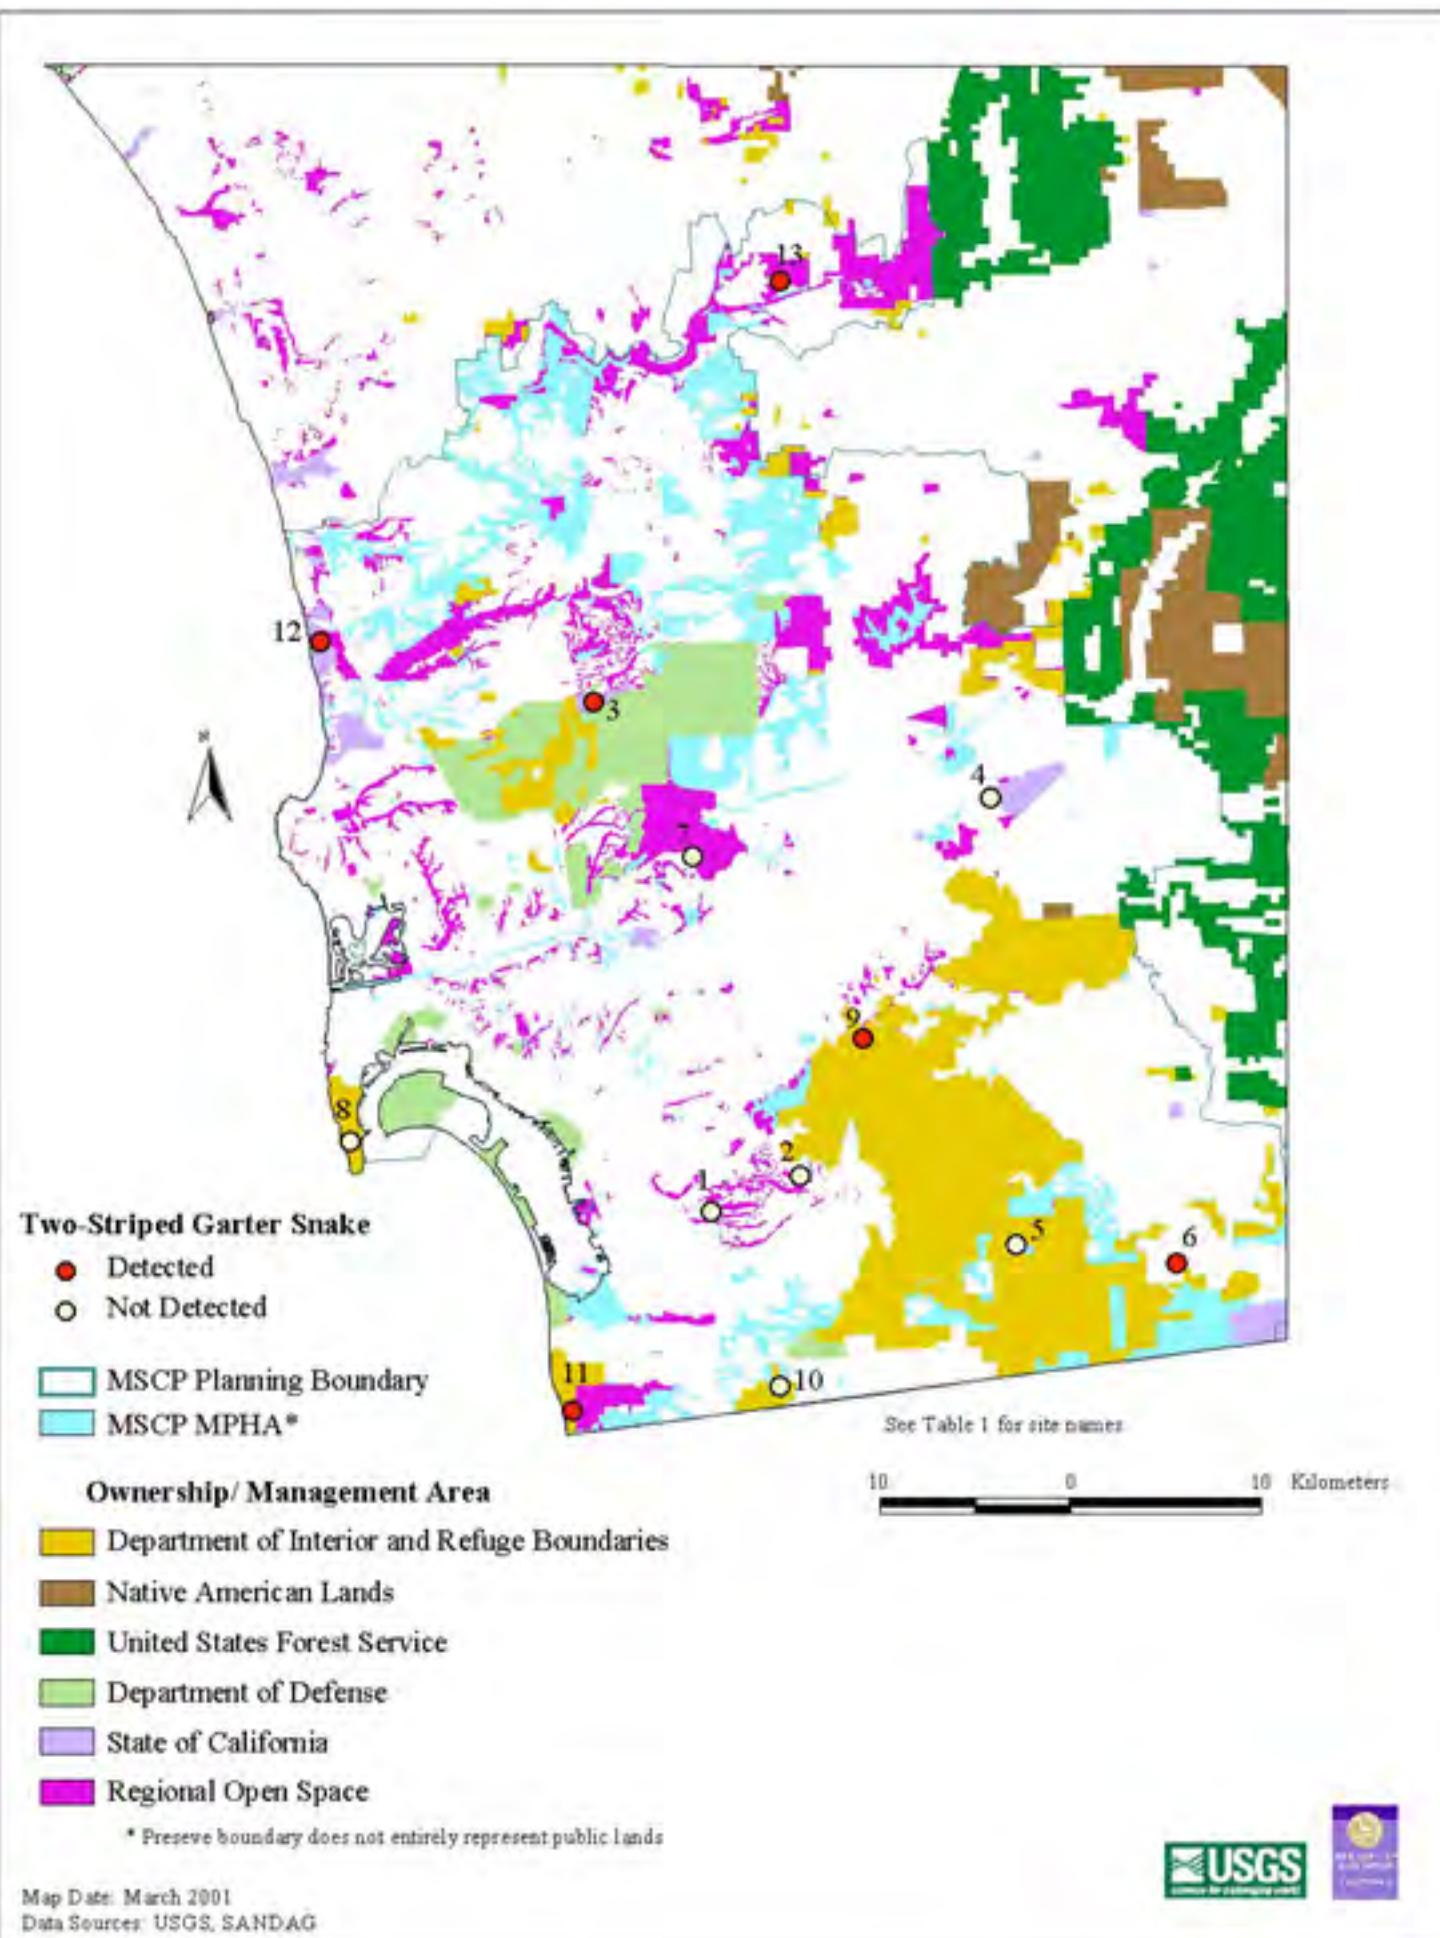 N
13
12
3
4
7
9
8
2
1
5
6
11
10
Two-Striped Garter Snake
Detected
Not Detected
MSCP Planning Boundary
MSCP MPHA*
See Table 1 for site names
10 0 10 Kilometers
Ownership/ Management Area
Department of Interior and Refuge Boundaries
Native American Lands
United States Forest Service
Department of Defense
State of California
Regional Open Space
* Preseve boundary does not entirely represent public lands
USGS
science for a changing world
Map Date: March 2001
Data Sources: USGS, SANDAG